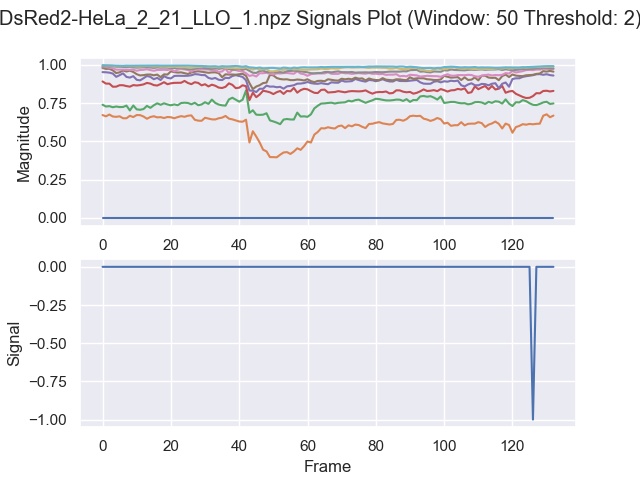 DsRed2-HeLa_2_21_LLO_1.npz Signals Plot (Window: 50 Threshold: 2)
1.00
0.75
0.50
0.25
0.00
Magnitude
0 20 40 60 80 100 120
0.00
−0.25
−0.50
−0.75
−1.00
Signal
0 20 40 60 80 100 120
Frame